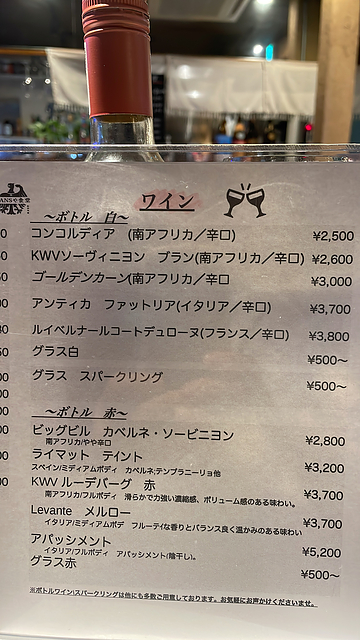 ANSや食堂
ワイン
～ボトル 白～
コンコルディア (南アフリカ／辛口) ¥2,500
KWVソーヴィニヨン ブラン(南アフリカ／辛口) ¥2,600
ゴールデンカーン(南アフリカ／辛口 ¥3,000
アンティカ ファットリア(イタリア／辛口) ¥3,700
ルイベルナールコートデュローヌ(フランス／辛口) ¥3,800
グラス白 ¥500～
グラス スパークリング ¥500～
～ボトル 赤～
ビッグビル カベルネ・ソービニヨン ¥2,800
南アフリカ/やや辛口
ライマット テイント ¥3,200
スペイン/ミディアムボディ カベルネ;テンプラニーリョ他
KWV ルーデバーグ 赤 ¥3,700
南アフリカ/フルボディ 滑らかで力強い濃縮感、ボリューム感のある味わい。
Levante メルロー ¥3,700
イタリア/ミディアムボデ フルーティな香りとバランス良く温かみのある味わい
アパッシメント ¥5,200
イタリア/フルボディ アパッシメント(陰干し)。
グラス赤 ¥500～
※ボトルワイン/スパークリングは他にも多数ご用意しております。お気軽にお声かけくださいませ。